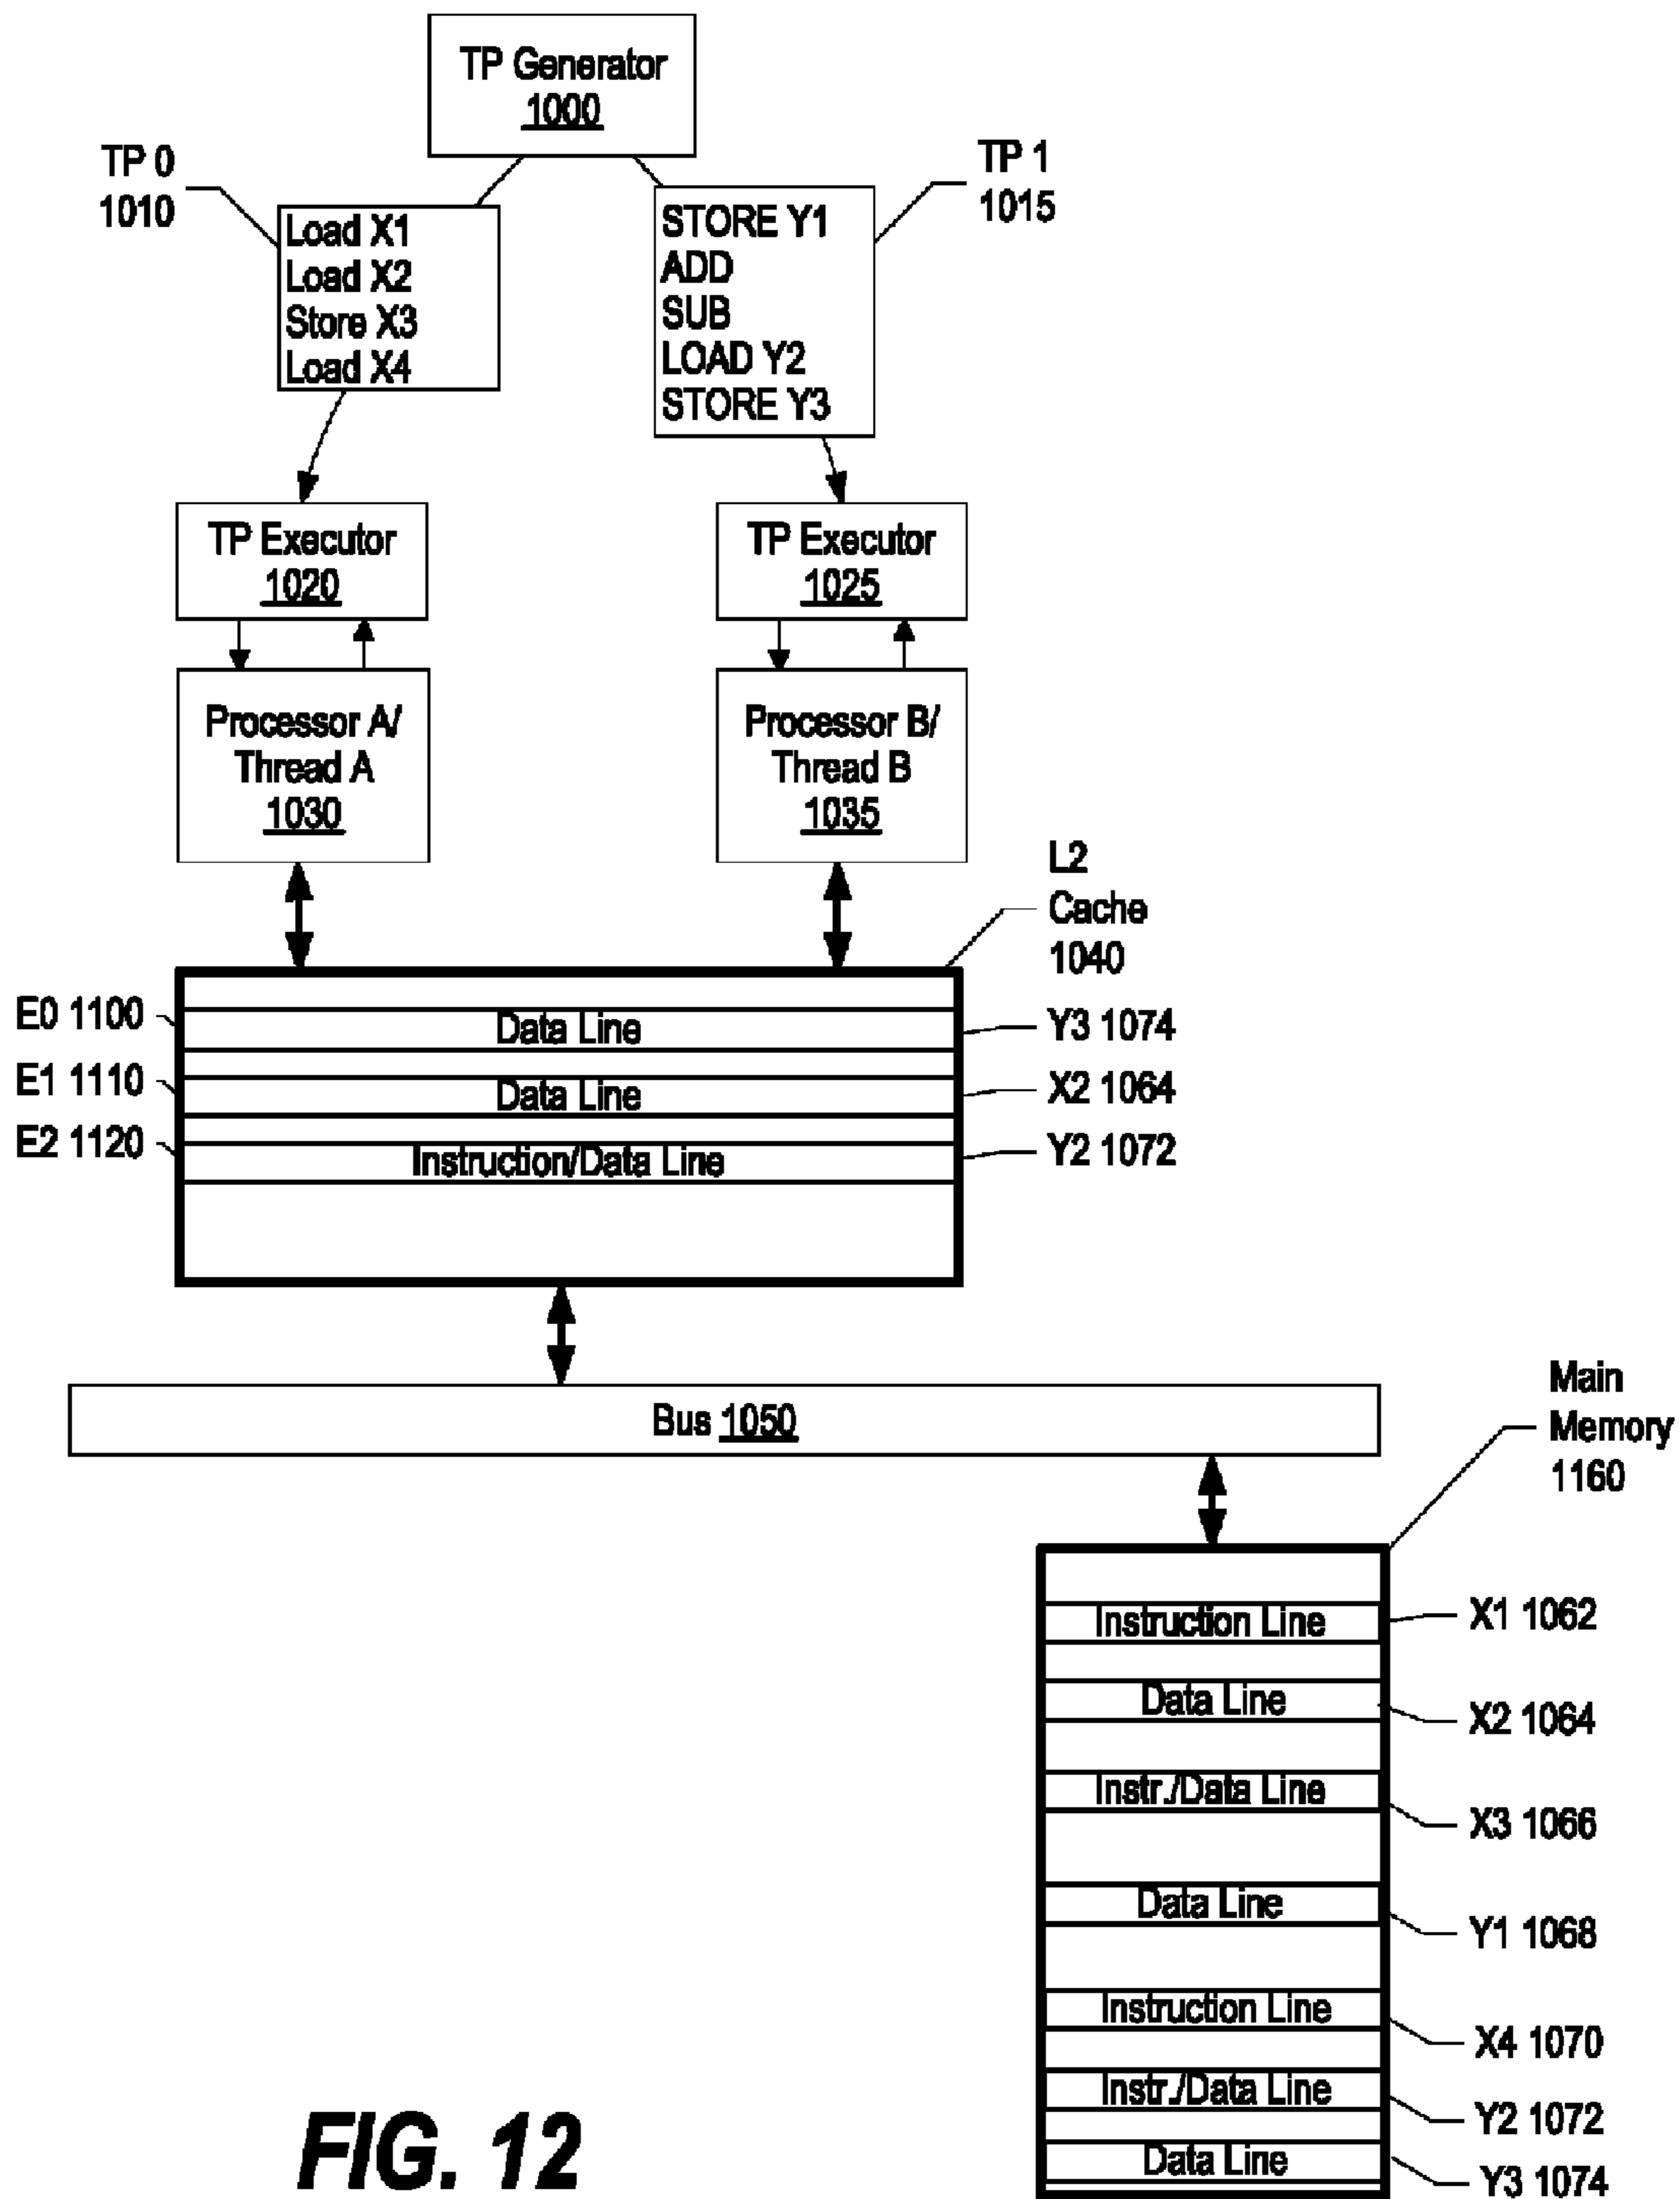 TP Generator
1000
TP 0
1010
TP 1
1015
Load X1
Load X2
Store X3
Load X4
STORE Y1
ADD
SUB
LOAD Y2
STORE Y3
TP Executor
1020
TP Executor
1025
Processor A/
Thread A
1030
Processor B/
Thread B
1035
L2
Cache
1040
E0 1100
Data Line
Y3 1074
E1 1110
Data Line
X2 1064
E2 1120
Instruction/Data Line
Y2 1072
Bus 1050
Main
Memory
1160
Instruction Line
X1 1062
Data Line
X2 1064
Instr./Data Line
X3 1066
Data Line
Y1 1068
Instruction Line
X4 1070
Instr./Data Line
Y2 1072
Data Line
Y3 1074
FIG. 12